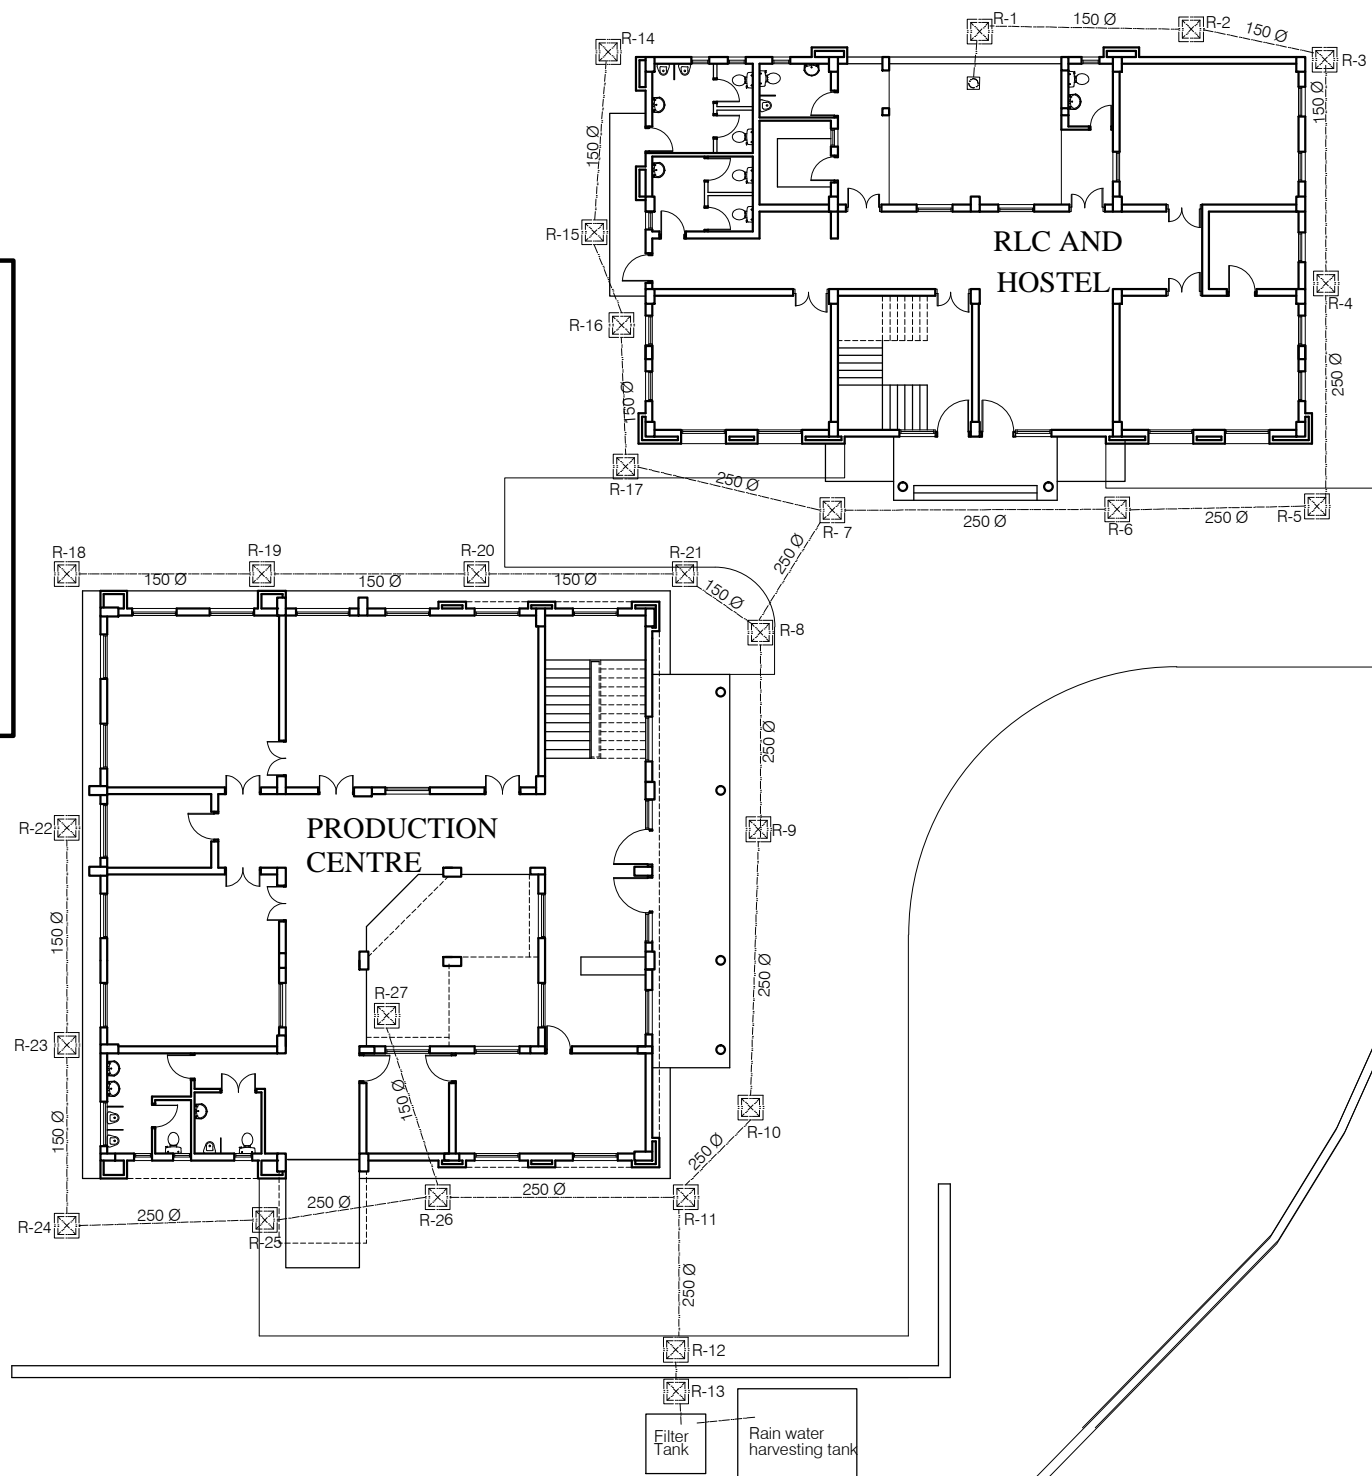 R-1
150 Ø
R-2
150 Ø
R-3
R-14
150 Ø
150 Ø
R-15
RLC AND
HOSTEL
R-4
R-16
250 Ø
150 Ø
R-17
250 Ø
R- 7
250 Ø
R-6
250 Ø
R-5
250 Ø
R-18
R-19
R-20
R-21
150 Ø
150 Ø
150 Ø
150 Ø
R-8
250 Ø
R-22
PRODUCTION
CENTRE
R-9
150 Ø
250 Ø
R-27
R-23
150 Ø
150 Ø
R-10
250 Ø
R-24
250 Ø
R-25
250 Ø
R-26
250 Ø
R-11
250 Ø
R-12
R-13
Filter
Tank
Rain water
harvesting tank